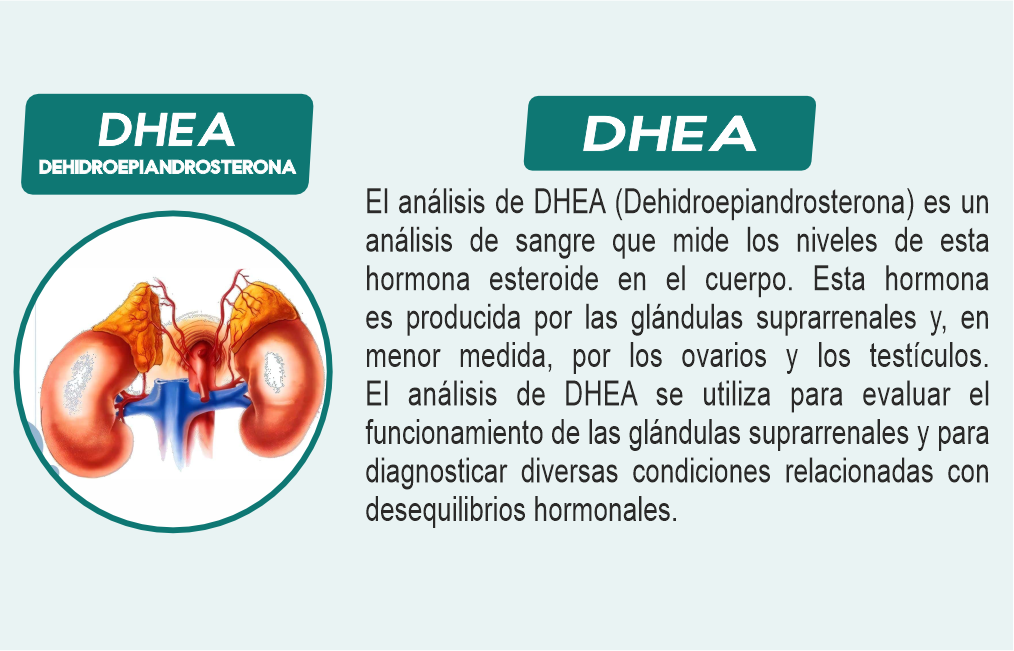 DHEA
DEHIDROEPIANDROSTERONA
DHEA
El análisis de DHEA (Dehidroepiandrosterona) es un
análisis de sangre que mide los niveles de esta
hormona esteroide en el cuerpo. Esta hormona
es producida por las glándulas suprarrenales y, en
menor medida, por los ovarios y los testículos.
El análisis de DHEA se utiliza para evaluar el
funcionamiento de las glándulas suprarrenales y para
diagnosticar diversas condiciones relacionadas con
desequilibrios hormonales.